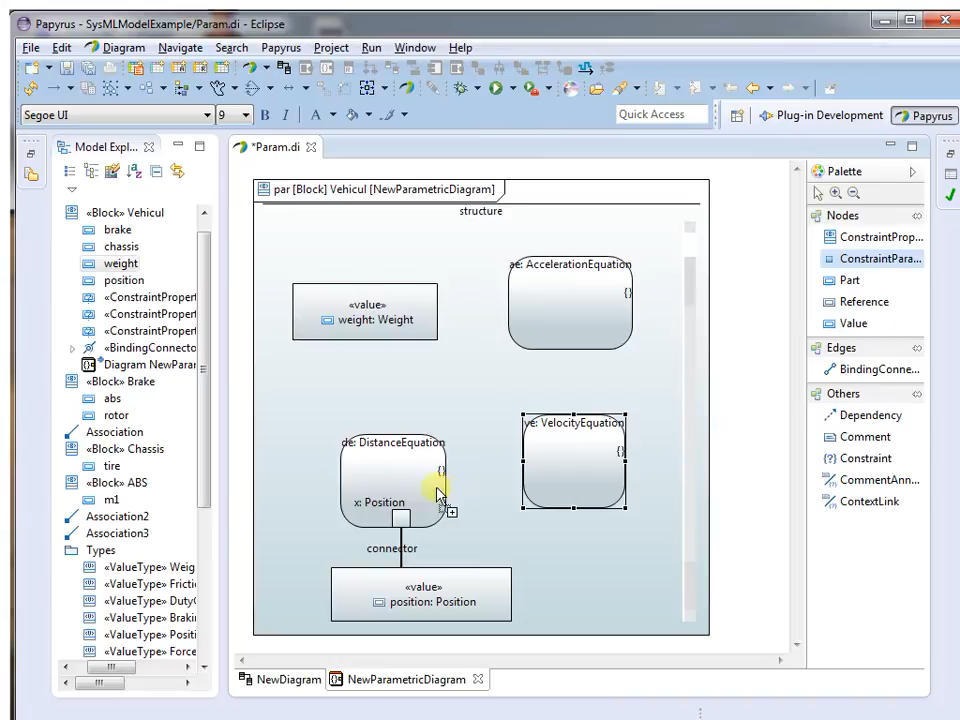 Papyrus - SysMLModelExample/Param.di - Eclipse
File Edit Diagram Navigate Search Papyrus Project Run Window Help
Segoe UI 9 B I A Quick Access Plug-in Development Papyrus
Model Expl...
*Param.di
«Block» Vehicul
brake
chassis
weight
position
«ConstraintPropert
«ConstraintPropert
«ConstraintPropert
«BindingConnecto
Diagram NewParar
«Block» Brake
abs
rotor
Association
«Block» Chassis
tire
«Block» ABS
m1
Association2
Association3
Types
«ValueType» Weig
«ValueType» Frictic
«ValueType» DutyC
«ValueType» Brakin
«ValueType» Positi
«ValueType» Force
par [Block] Vehicul [NewParametricDiagram]
structure
«value»
weight: Weight
ae: AccelerationEquation
{}
ve: VelocityEquation
{}
de: DistanceEquation
{}
x: Position
connector
«value»
position: Position
NewDiagram NewParametricDiagram
Palette
Nodes
ConstraintProp...
ConstraintPara...
Part
Reference
Value
Edges
BindingConne...
Others
Dependency
Comment
Constraint
CommentAnn...
ContextLink